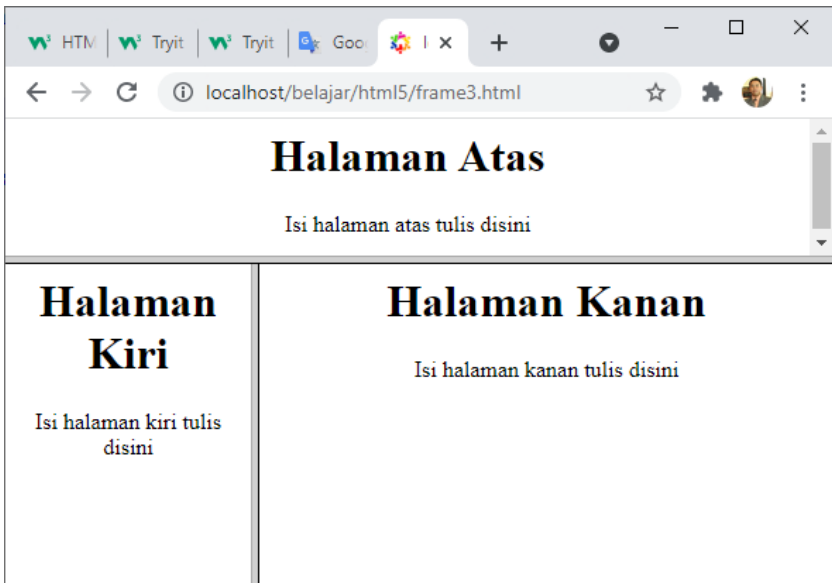 HTM Tryit Tryit Goo I
localhost/belajar/html5/frame3.html
Halaman Atas
Isi halaman atas tulis disini
Halaman
Kiri
Isi halaman kiri tulis
disini
Halaman Kanan
Isi halaman kanan tulis disini